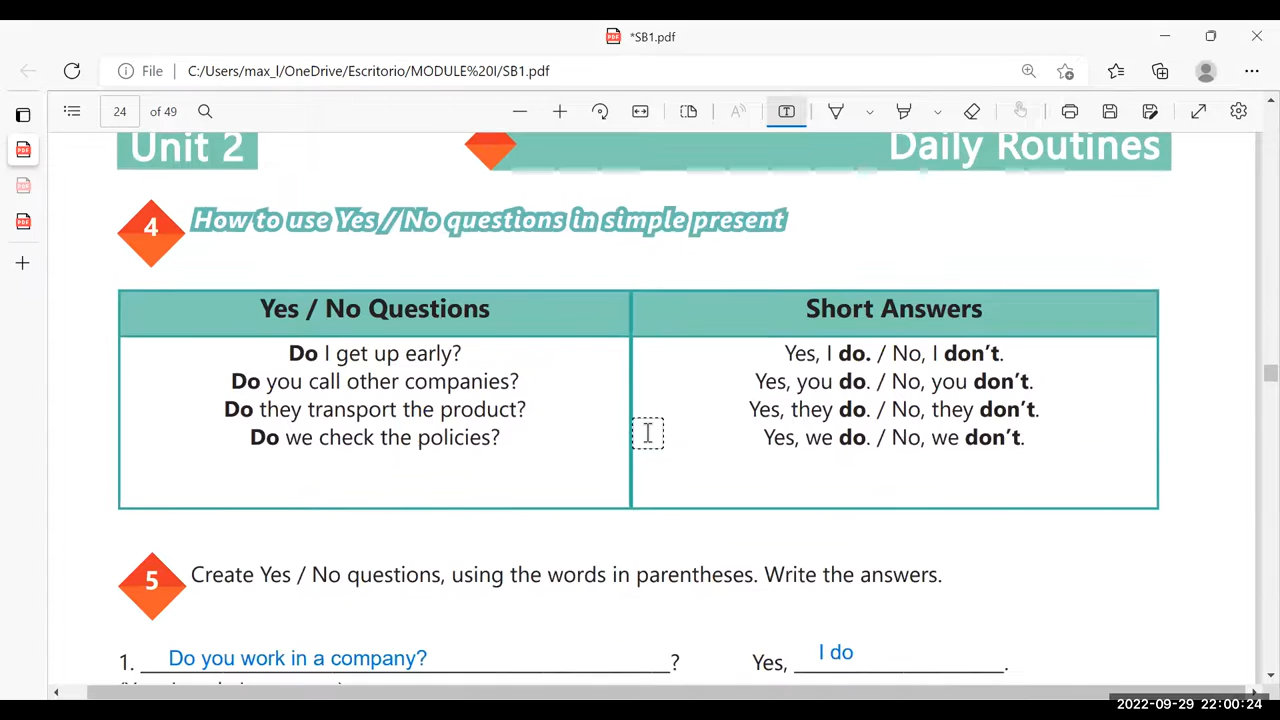 *SB1.pdf
File | C:/Users/max_l/OneDrive/Escritorio/MODULE%20I/SB1.pdf
24 of 49
Unit 2
Daily Routines
4 How to use Yes / No questions in simple present
Yes / No Questions
Do I get up early?
Do you call other companies?
Do they transport the product?
Do we check the policies?
Short Answers
Yes, I do. / No, I don't.
Yes, you do. / No, you don't.
Yes, they do. / No, they don't.
Yes, we do. / No, we don't.
5 Create Yes / No questions, using the words in parentheses. Write the answers.
1. Do you work in a company? ? Yes, I do .
2022-09-29 22:00:24